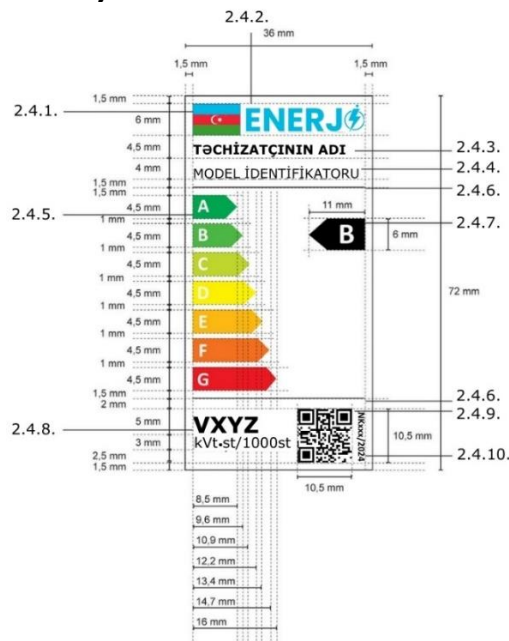 2.4.2.
36 mm
1,5 mm 1,5 mm
1,5 mm
2.4.1.
6 mm
ENERJ
4,5 mm
TƏCHİZATÇININ ADI
2.4.3.
4 mm
MODEL İDENTİFİKATORU
2.4.4.
1,5 mm
1,5 mm
2.4.6.
2.4.5.
4,5 mm
A
11 mm
2.4.7.
1 mm
4,5 mm
B
B
6 mm
1 mm
4,5 mm
C
1 mm
4,5 mm
D
72 mm
1 mm
4,5 mm
E
1 mm
4,5 mm
F
1 mm
4,5 mm
G
1,5 mm
2.4.6.
2 mm
2.4.9.
2.4.8.
5 mm
VXYZ
NKxxx/2024
10,5 mm
3 mm
kVt•st/1000st
2.4.10.
2,5 mm
1,5 mm
10,5 mm
8,5 mm
9,6 mm
10,9 mm
12,2 mm
13,4 mm
14,7 mm
16 mm